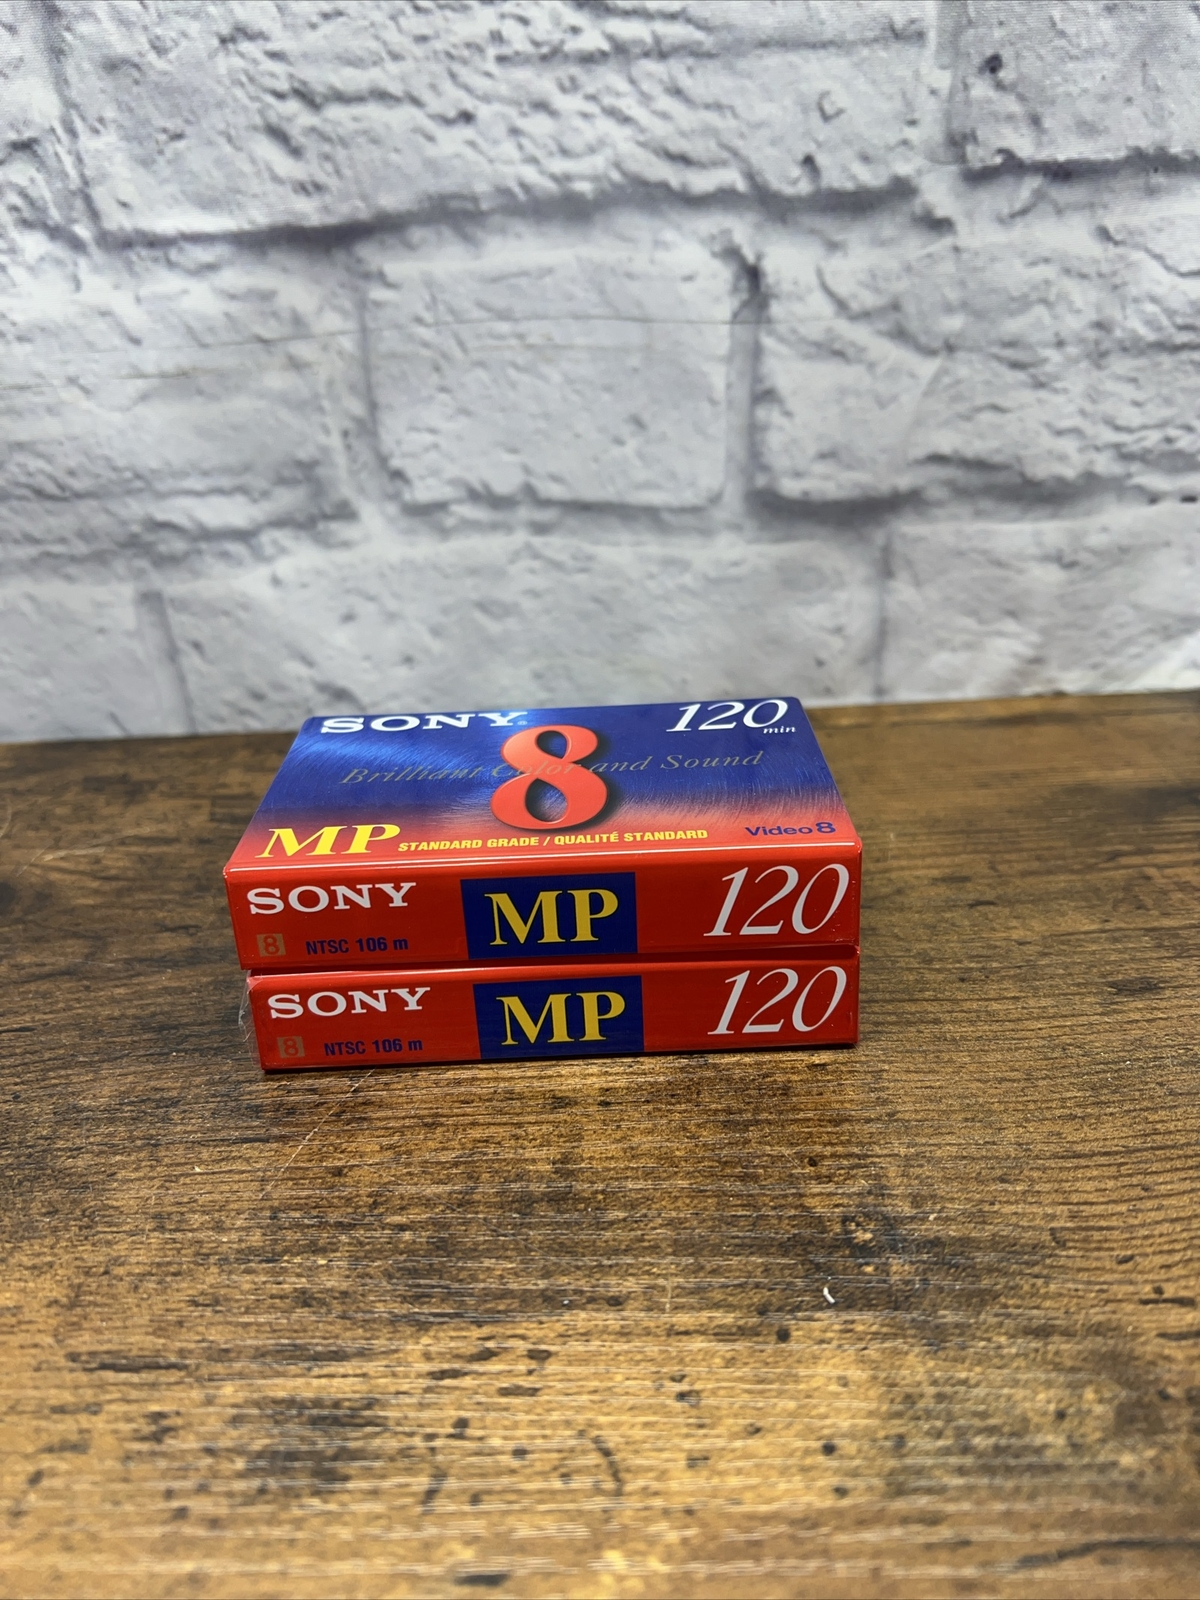 SONY 120
min
8
Brilliant Color and Sound
MP STANDARD GRADE / QUALITÉ STANDARD Video 8
SONY MP 120
8 NTSC 106 m
SONY MP 120
8 NTSC 106 m